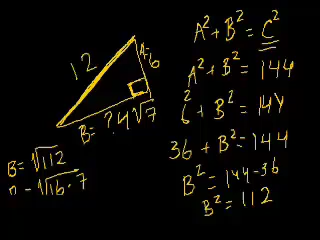 12
A=6
B= ?4√7
B=√112
n - √16·7
A²+B²=C²
A²+B²=144
6²+B²=144
36+B²=144
B²=144-36
B²=112